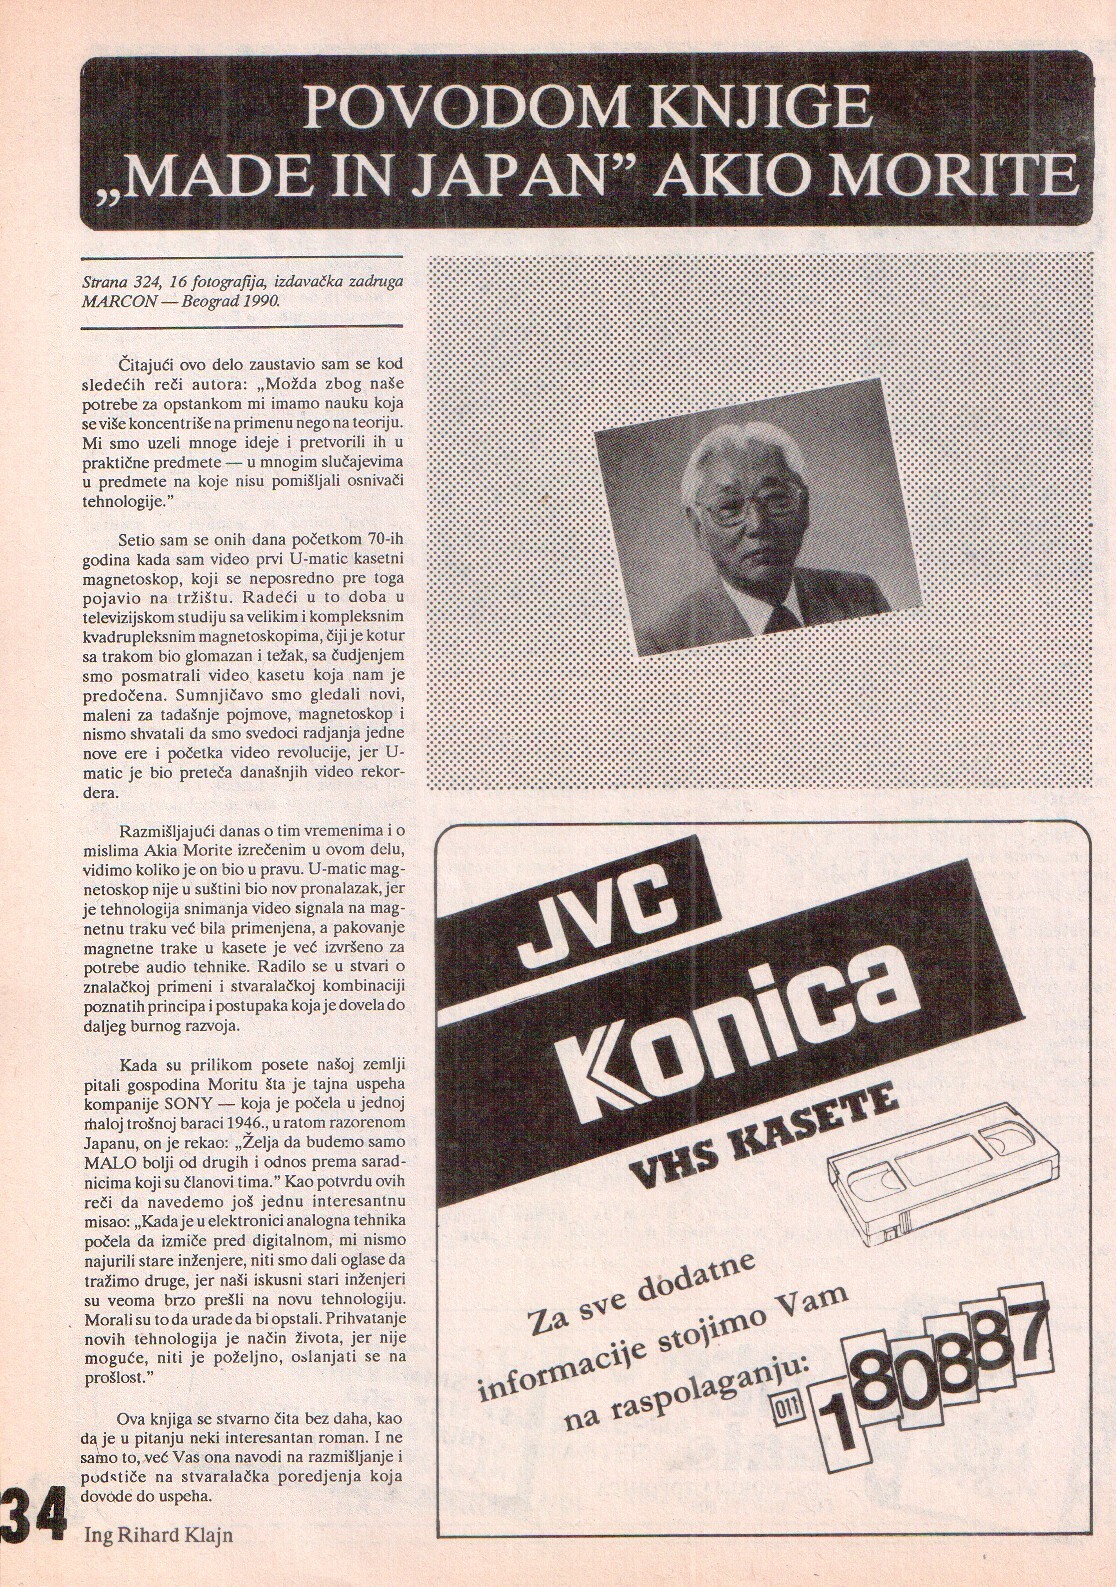 POVODOM KNJIGE
„MADE IN JAPAN” AKIO MORITE
Strana 324, 16 fotografija, izdavačka zadruga
MARCON — Beograd 1990.
Čitajući ovo delo zaustavio sam se kod
sledećih reči autora: „Možda zbog naše
potrebe za opstankom mi imamo nauku koja
se više koncentriše na primenu nego na teoriju.
Mi smo uzeli mnoge ideje i pretvorili ih u
praktične predmete — u mnogim slučajevima
u predmete na koje nisu pomišljali osnivači
tehnologije.”
Setio sam se onih dana početkom 70-ih
godina kada sam video prvi U-matic kasetni
magnetoskop, koji se neposredno pre toga
pojavio na tržištu. Radeći u to doba u
televizijskom studiju sa velikim i kompleksnim
kvadrupleksnim magnetoskopima, čiji je kotur
sa trakom bio glomazan i težak, sa čudjenjem
smo posmatrali video kasetu koja nam je
predočena. Sumnjičavo smo gledali novi,
maleni za tadašnje pojmove, magnetoskop i
nismo shvatali da smo svedoci radjanja jedne
nove ere i početka video revolucije, jer U-
matic je bio preteča današnjih video rekor-
dera.
Razmišljajući danas o tim vremenima i o
mislima Akia Morite izrečenim u ovom delu,
vidimo koliko je on bio u pravu. U-matic mag-
netoskop nije u suštini bio nov pronalazak, jer
je tehnologija snimanja video signala na mag-
netnu traku već bila primenjena, a pakovanje
magnetne trake u kasete je već izvršeno za
potrebe audio tehnike. Radilo se u stvari o
znalačkoj primeni i stvaralačkoj kombinaciji
poznatih principa i postupaka koja je dovela do
daljeg burnog razvoja.
Kada su prilikom posete našoj zemlji
pitali gospodina Moritu šta je tajna uspeha
kompanije SONY — koja je počela u jednoj
maloj trošnoj baraci 1946., u ratom razorenom
Japanu, on je rekao: „Želja da budemo samo
MALO bolji od drugih i odnos prema sarad-
nicima koji su članovi tima.” Kao potvrdu ovih
reči da navedemo još jednu interesantnu
misao: „Kada je u elektronici analogna tehnika
počela da izmiče pred digitalnom, mi nismo
najurili stare inženjere, niti smo dali oglase da
tražimo druge, jer naši iskusni stari inženjeri
su veoma brzo prešli na novu tehnologiju.
Morali su to da urade da bi opstali. Prihvatanje
novih tehnologija je način života, jer nije
moguće, niti je poželjno, oslanjati se na
prošlost.”
Ova knjiga se stvarno čita bez daha, kao
da je u pitanju neki interesantan roman. I ne
samo to, već Vas ona navodi na razmišljanje i
podstiče na stvaralačka poredjenja koja
dovode do uspeha.
Ing Rihard Klajn
34
JVC
Konica
VHS KASETE
Za sve dodatne
informacije stojimo Vam
na raspolaganju:
011 180887